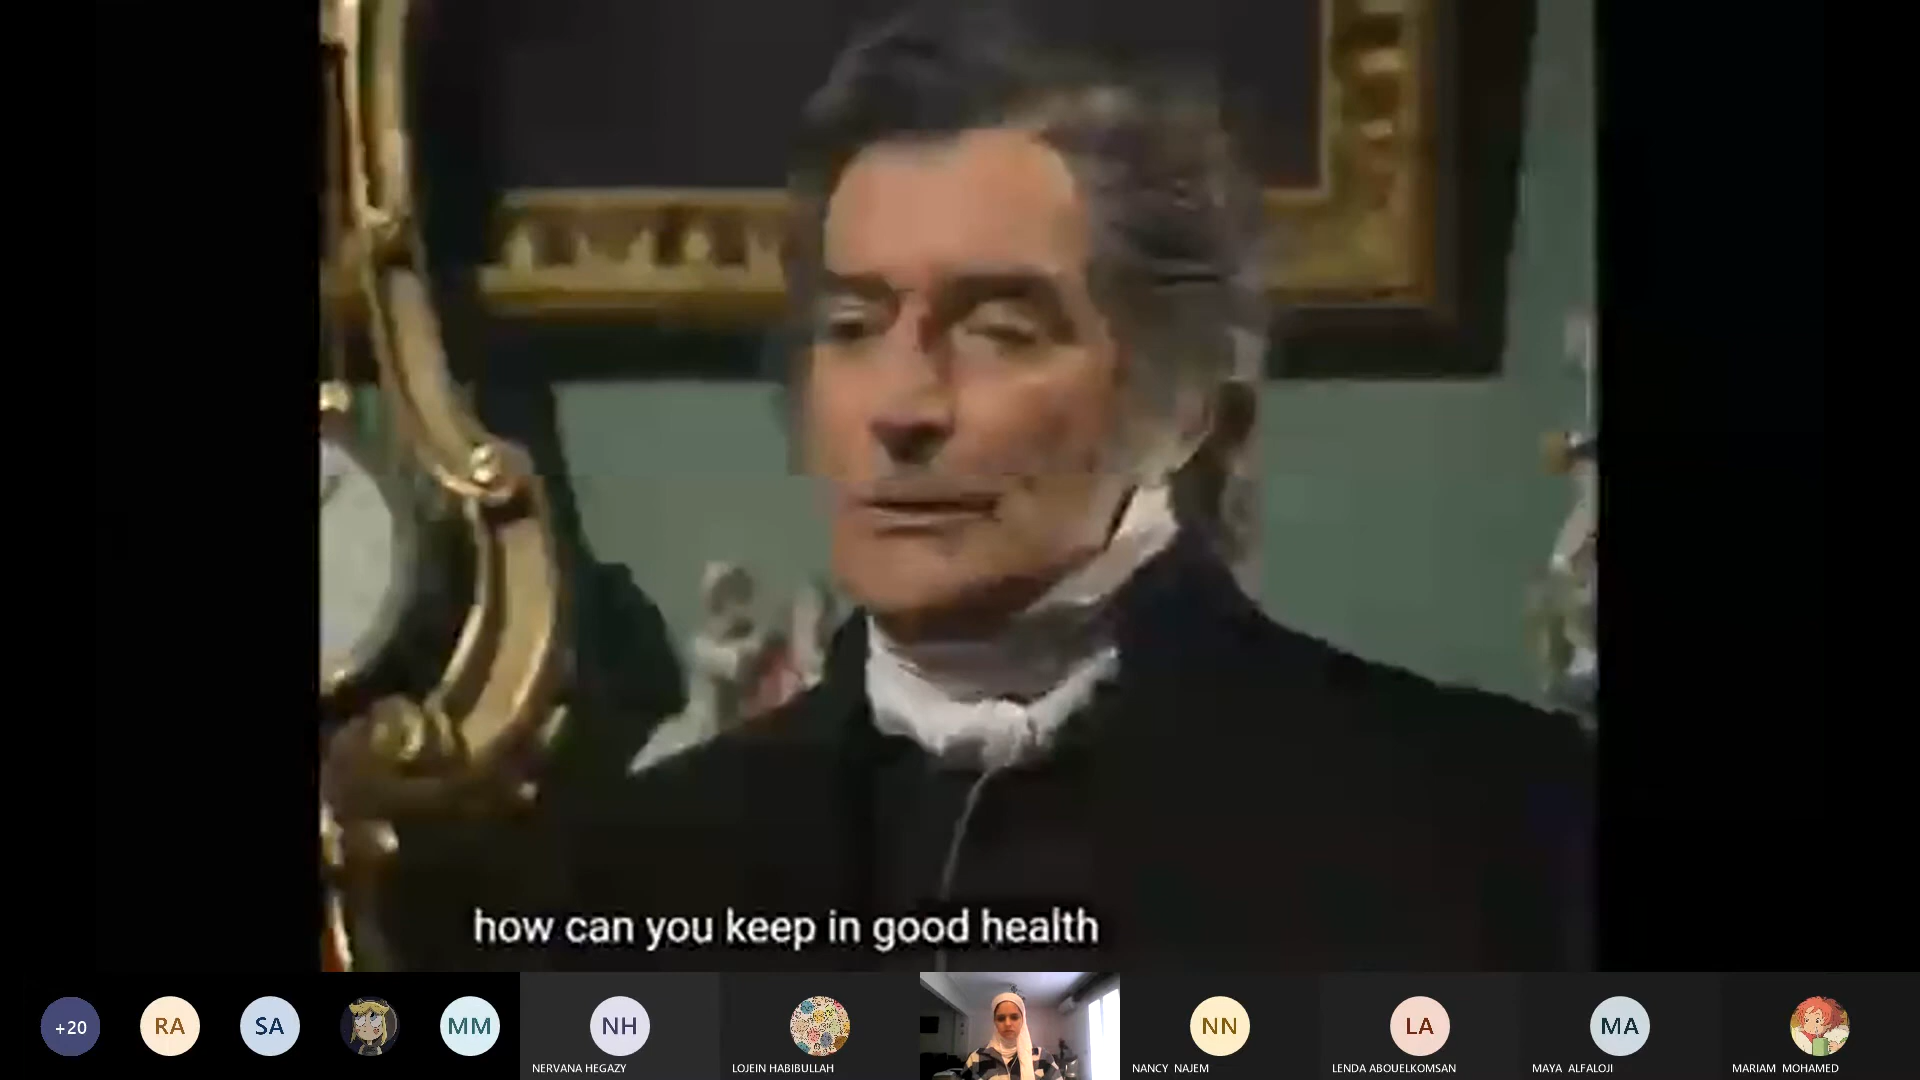 how can you keep in good health
+20
RA
SA
MM
NH
NN
LA
MA
NERVANA HEGAZY
LOJEIN HABIBULLAH
NANCY NAJEM
LENDA ABOUELKOMSAN
MAYA ALFALOJI
MARIAM MOHAMED